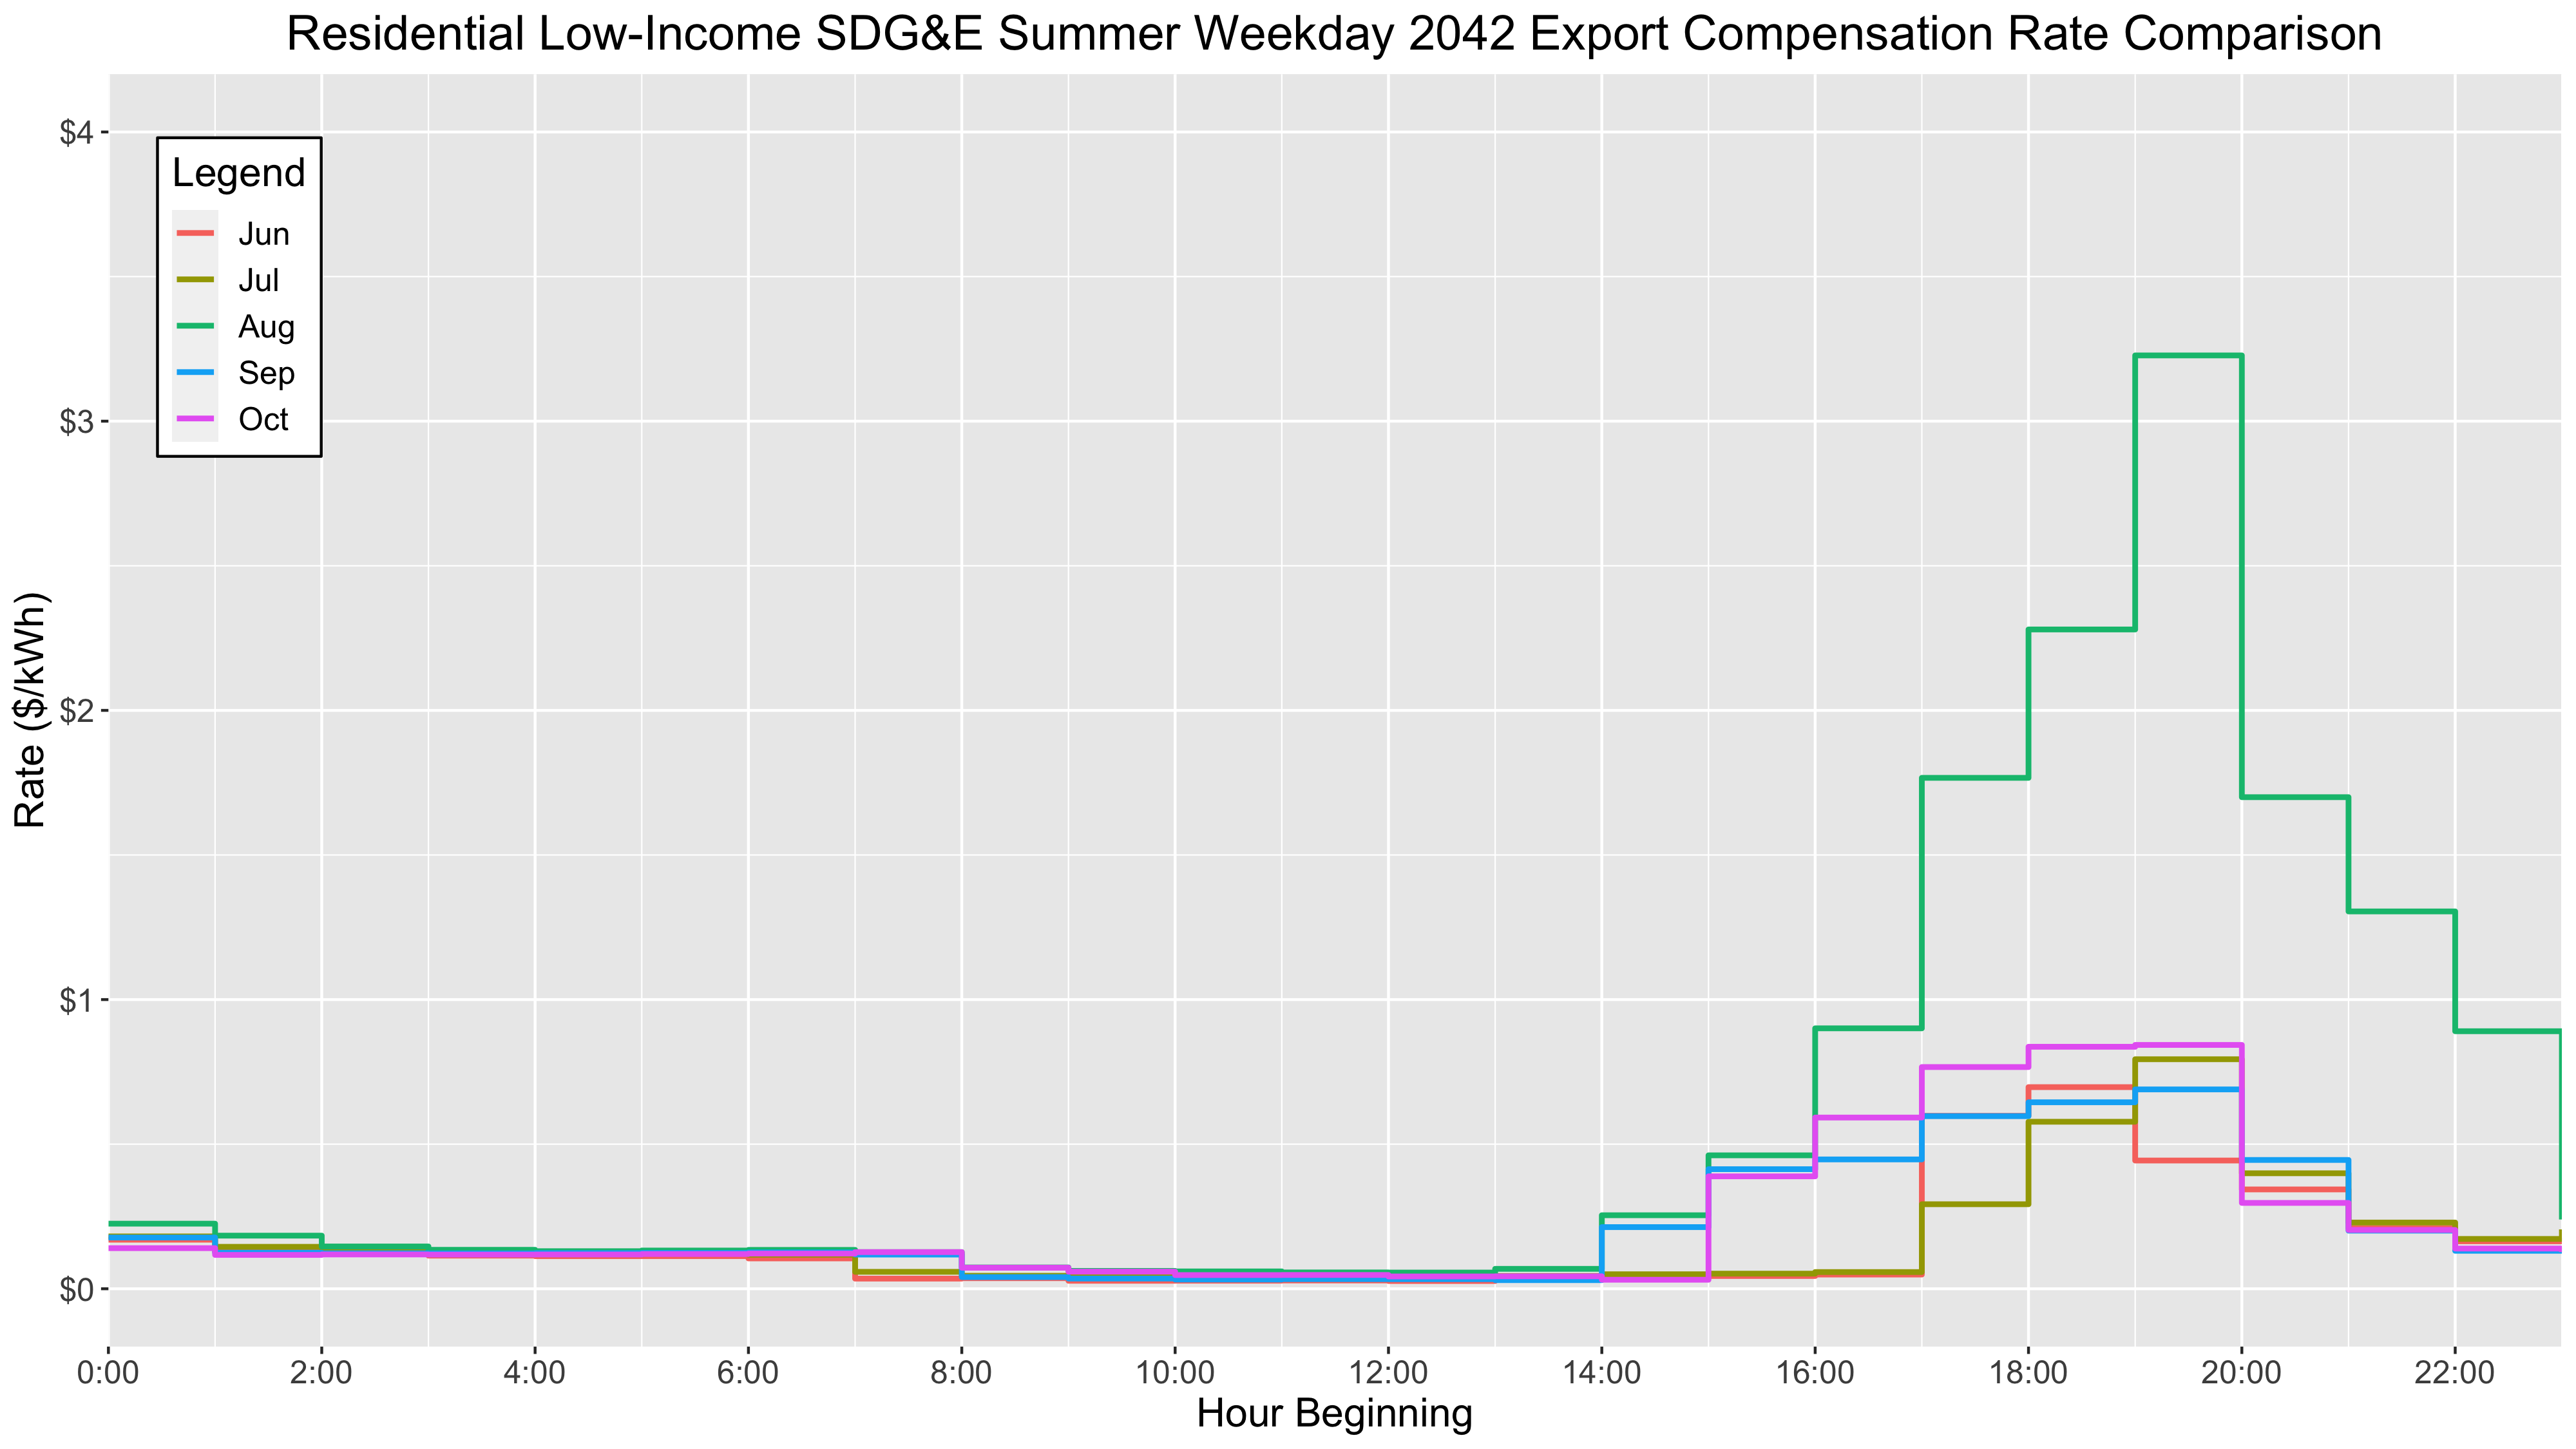 Residential Low-Income SDG&E Summer Weekday 2042 Export Compensation Rate Comparison
Rate ($/kWh)
$4
$3
$2
$1
$0
Legend
Jun
Jul
Aug
Sep
Oct
0:00 2:00 4:00 6:00 8:00 10:00 12:00 14:00 16:00 18:00 20:00 22:00
Hour Beginning